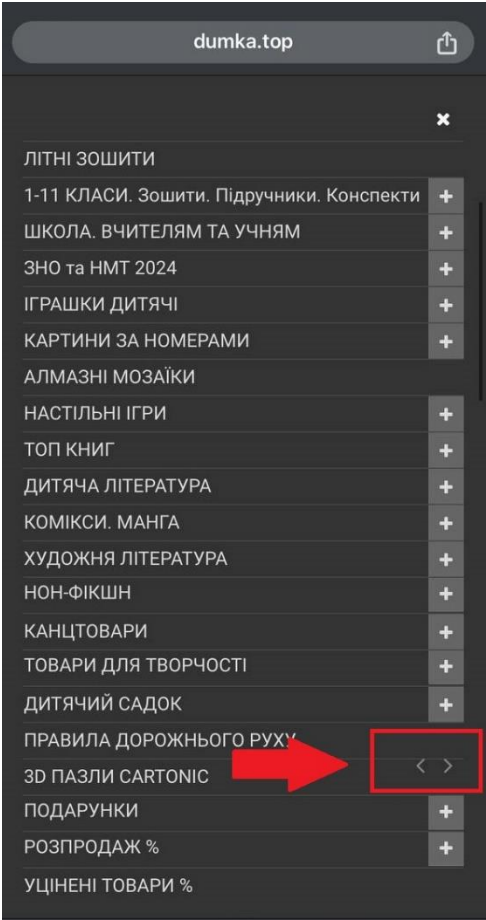 dumka.top
ЛІТНІ ЗОШИТИ
1-11 КЛАСИ. Зошити. Підручники. Конспекти
ШКОЛА. ВЧИТЕЛЯМ ТА УЧНЯМ
ЗНО та НМТ 2024
ІГРАШКИ ДИТЯЧІ
КАРТИНИ ЗА НОМЕРАМИ
АЛМАЗНІ МОЗАЇКИ
НАСТІЛЬНІ ІГРИ
ТОП КНИГ
ДИТЯЧА ЛІТЕРАТУРА
КОМІКСИ. МАНГА
ХУДОЖНЯ ЛІТЕРАТУРА
НОН-ФІКШН
КАНЦТОВАРИ
ТОВАРИ ДЛЯ ТВОРЧОСТІ
ДИТЯЧИЙ САДОК
ПРАВИЛА ДОРОЖНЬОГО РУХУ
3D ПАЗЛИ CARTONIC
ПОДАРУНКИ
РОЗПРОДАЖ %
УЦІНЕНІ ТОВАРИ %